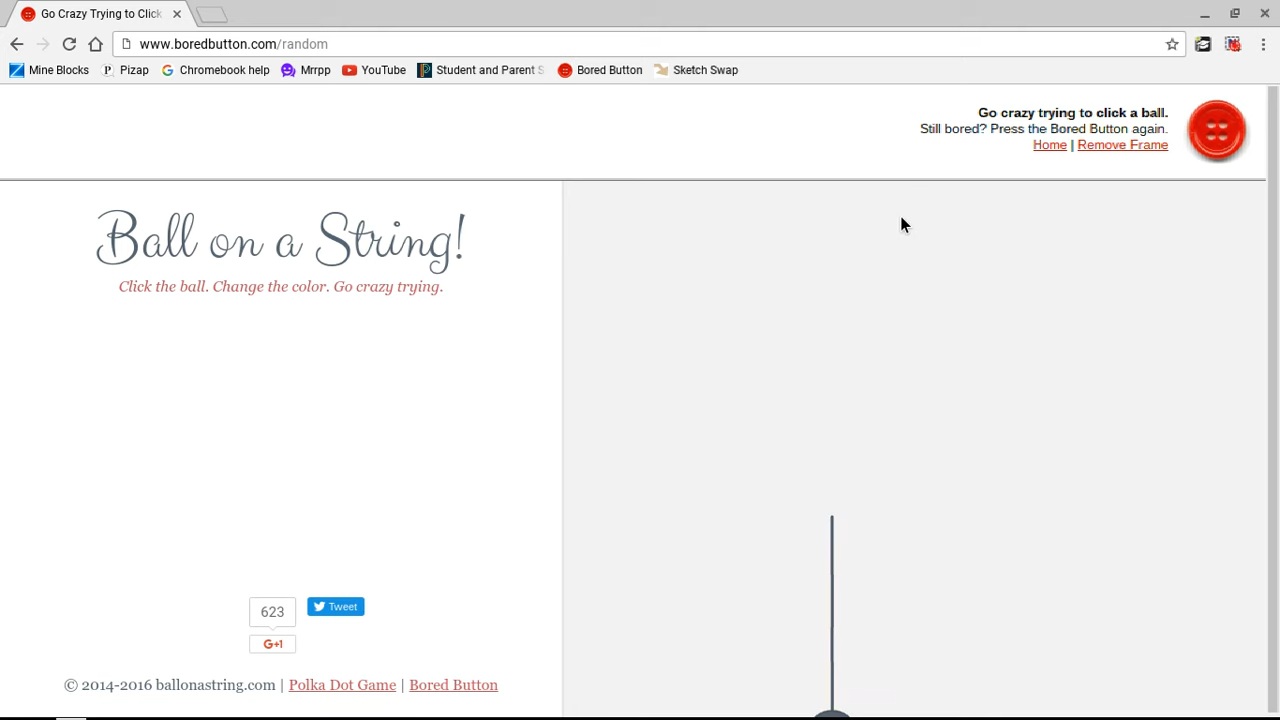 Go Crazy Trying to Click
www.boredbutton.com/random
Mine Blocks
Pizap
Chromebook help
Mrrpp
YouTube
Student and Parent S
Bored Button
Sketch Swap
Go crazy trying to click a ball.
Still bored? Press the Bored Button again.
Home | Remove Frame
Ball on a String!
Click the ball. Change the color. Go crazy trying.
623
Tweet
G+1
© 2014-2016 ballonastring.com | Polka Dot Game | Bored Button